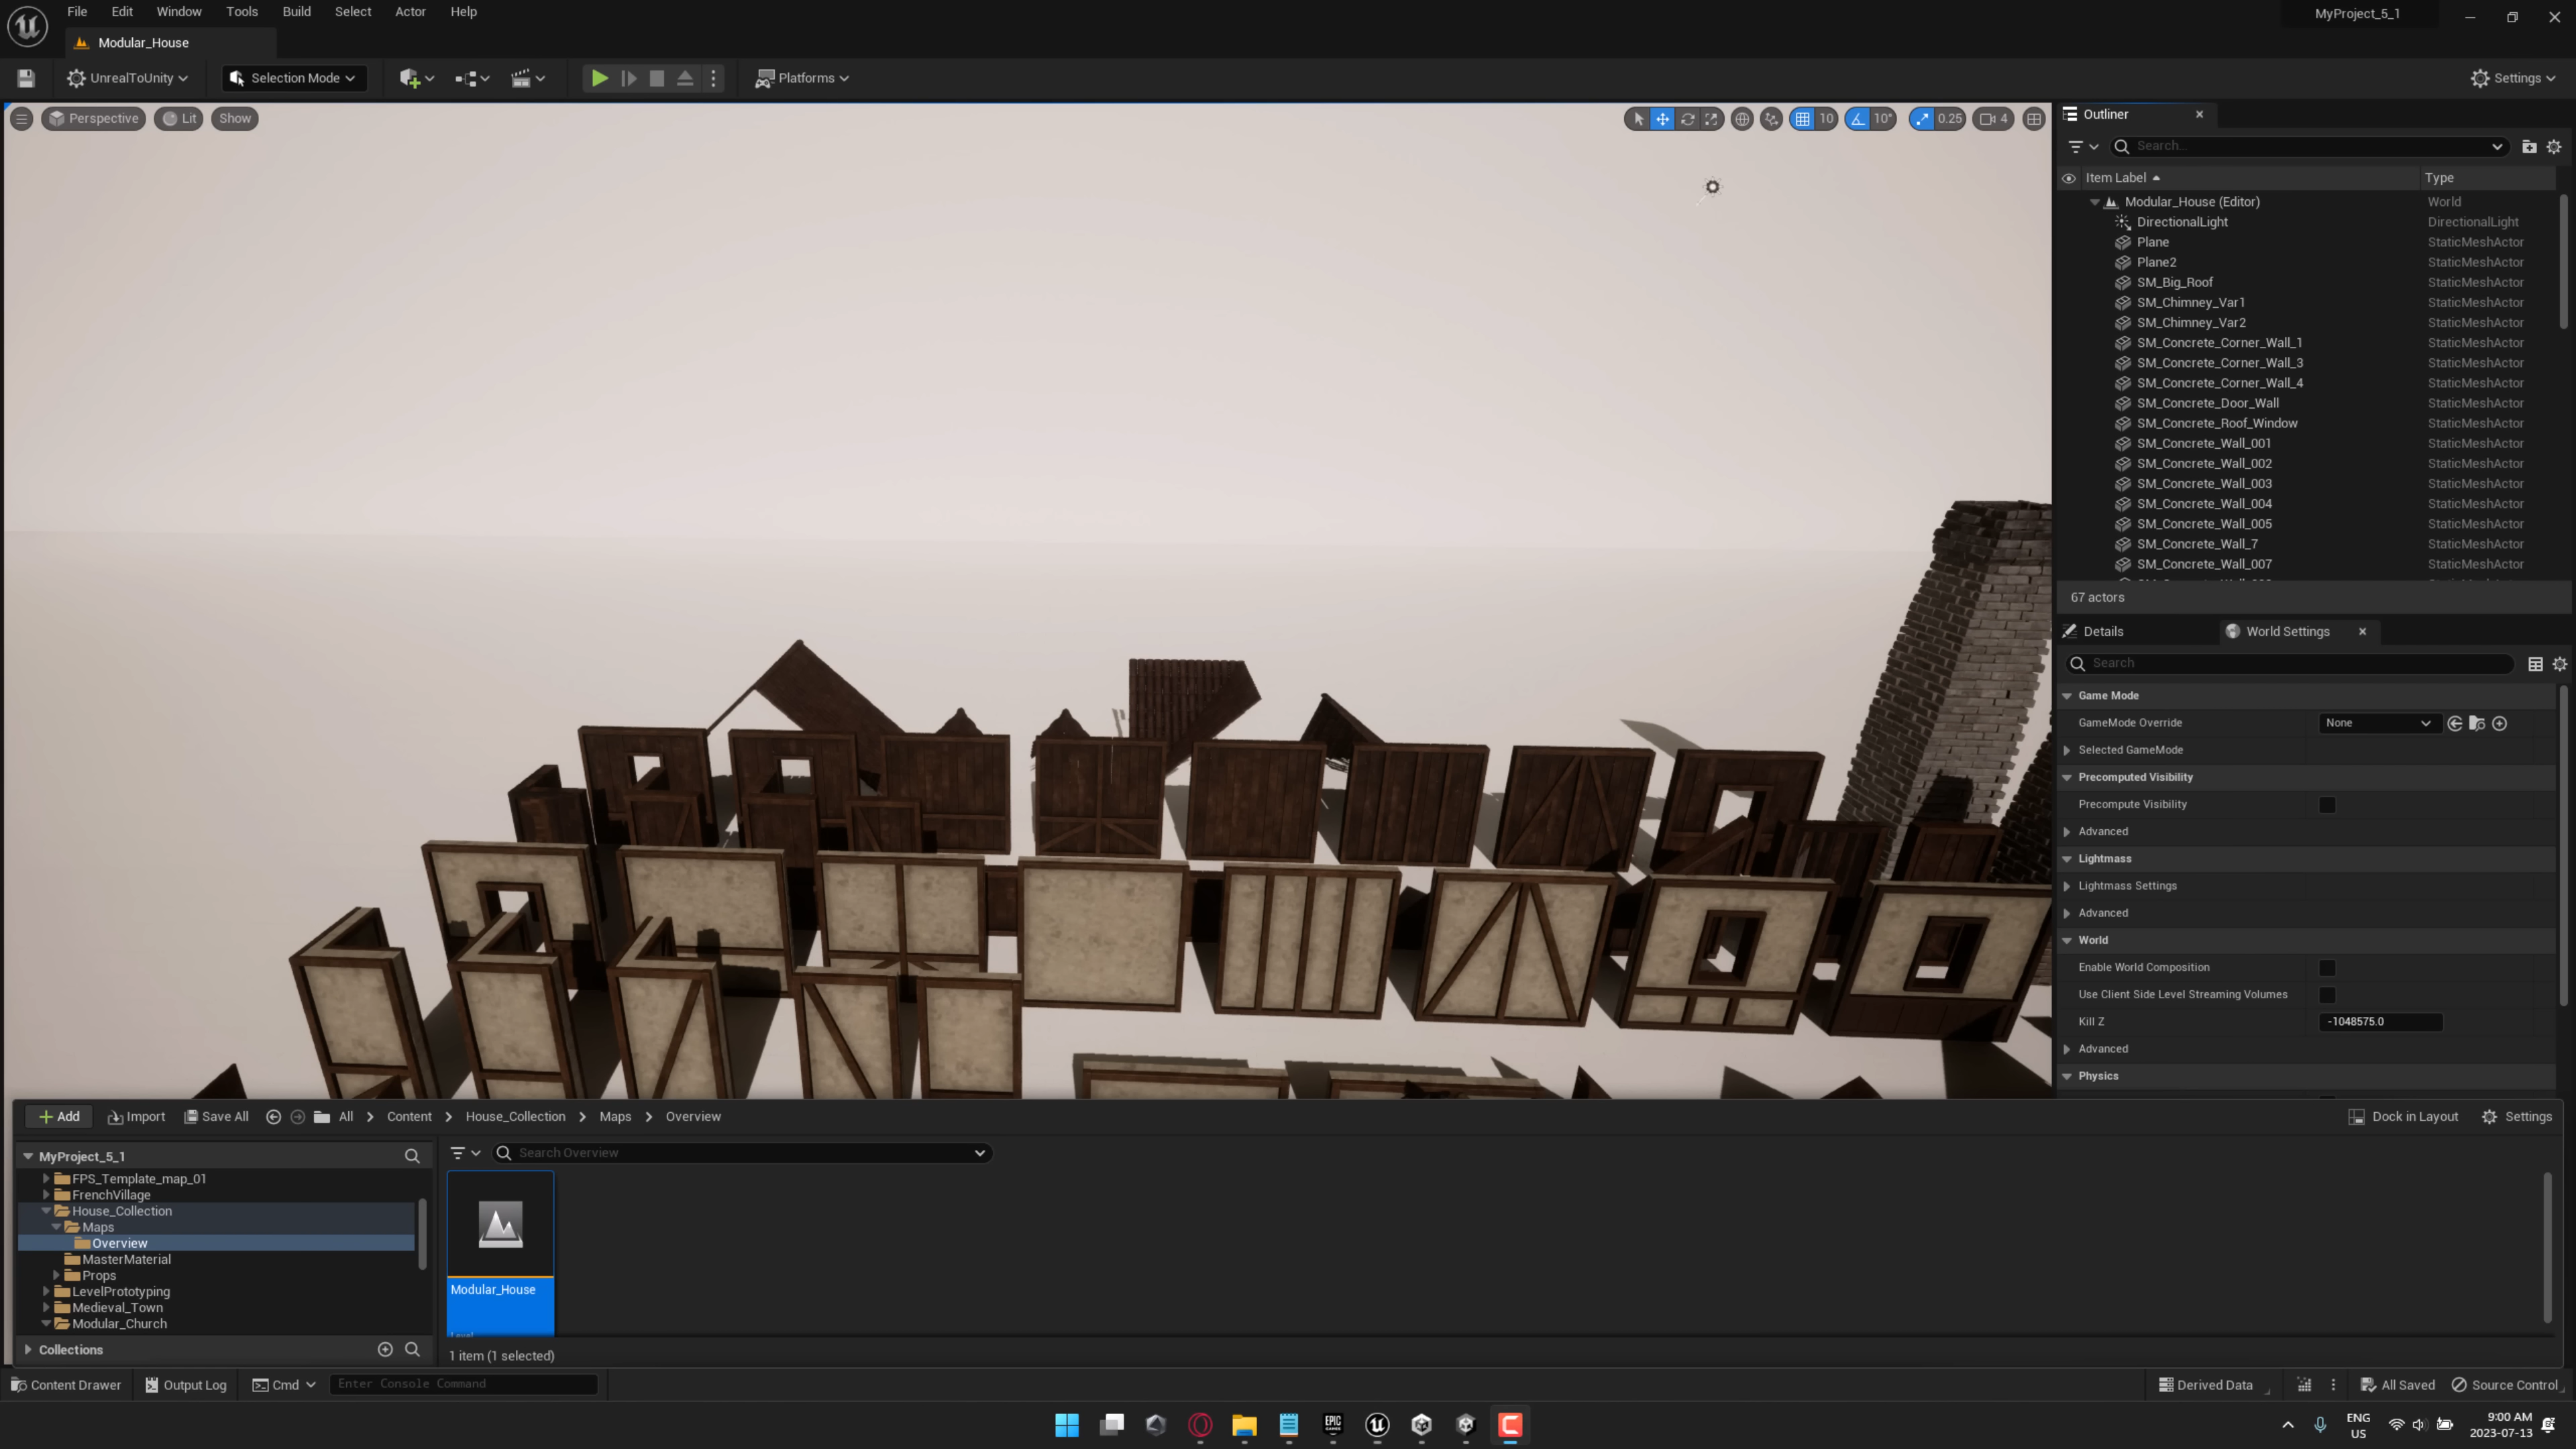 File Edit Window Tools Build Select Actor Help
MyProject_5_1
Modular_House
UnrealToUnity Selection Mode Platforms Settings
Perspective Lit Show 10 10° 0.25 4
Outliner
Search...
Item Label Type
Modular_House (Editor) World
DirectionalLight DirectionalLight
Plane StaticMeshActor
Plane2 StaticMeshActor
SM_Big_Roof StaticMeshActor
SM_Chimney_Var1 StaticMeshActor
SM_Chimney_Var2 StaticMeshActor
SM_Concrete_Corner_Wall_1 StaticMeshActor
SM_Concrete_Corner_Wall_3 StaticMeshActor
SM_Concrete_Corner_Wall_4 StaticMeshActor
SM_Concrete_Door_Wall StaticMeshActor
SM_Concrete_Roof_Window StaticMeshActor
SM_Concrete_Wall_001 StaticMeshActor
SM_Concrete_Wall_002 StaticMeshActor
SM_Concrete_Wall_003 StaticMeshActor
SM_Concrete_Wall_004 StaticMeshActor
SM_Concrete_Wall_005 StaticMeshActor
SM_Concrete_Wall_7 StaticMeshActor
SM_Concrete_Wall_007 StaticMeshActor
67 actors
Details World Settings
Search
Game Mode
GameMode Override None
Selected GameMode
Precomputed Visibility
Precompute Visibility
Advanced
Lightmass
Lightmass Settings
Advanced
World
Enable World Composition
Use Client Side Level Streaming Volumes
Kill Z -1048575.0
Advanced
Physics
Add Import Save All All Content House_Collection Maps Overview Dock in Layout Settings
MyProject_5_1 Search Overview
FPS_Template_map_01
FrenchVillage
House_Collection
Maps
Overview
MasterMaterial
Props
LevelPrototyping
Medieval_Town
Modular_Church
Modular_House
Collections
1 item (1 selected)
Content Drawer Output Log Cmd Enter Console Command Derived Data All Saved Source Control
EPIC GAMES
ENG
US
9:00 AM
2023-07-13